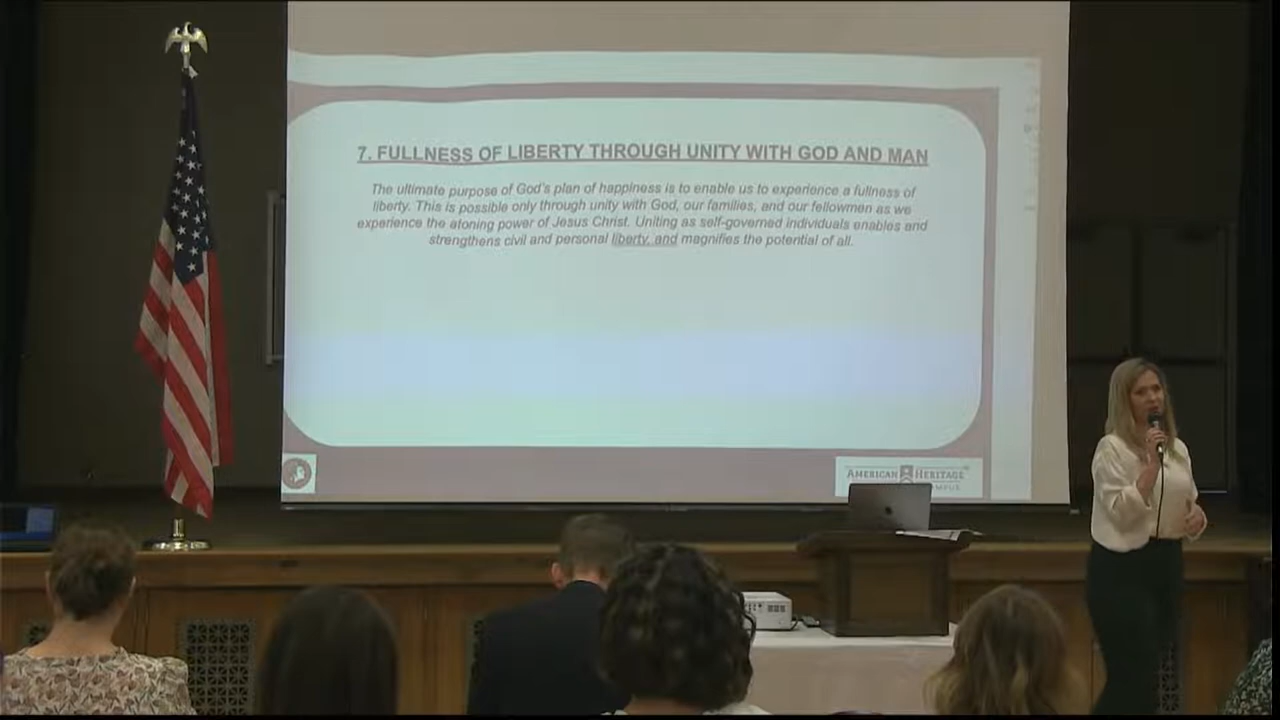 7. FULLNESS OF LIBERTY THROUGH UNITY WITH GOD AND MAN
The ultimate purpose of God's plan of happiness is to enable us to experience a fullness of
liberty. This is possible only through unity with God, our families, and our fellowmen as we
experience the atoning power of Jesus Christ. Uniting as self-governed individuals enables and
strengthens civil and personal liberty, and magnifies the potential of all.
AMERICAN HERITAGE